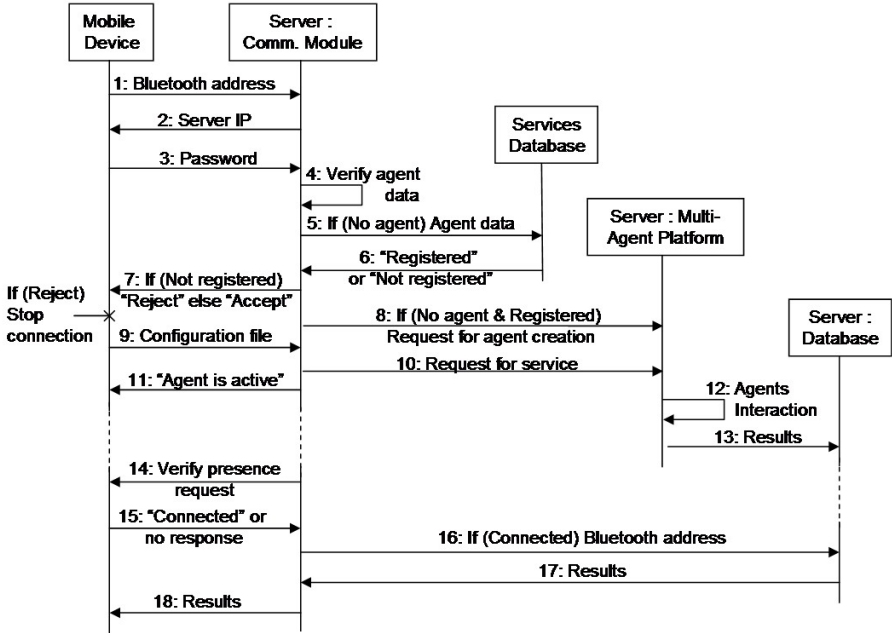 Mobile
Device
Server :
Comm. Module
1: Bluetooth address
2: Server IP
Services
Database
3: Password
4: Verify agent
data
Server : Multi-
Agent Platform
5: If (No agent) Agent data
6: “Registered”
or “Not registered”
7: If (Not registered)
“Reject” else “Accept”
If (Reject)
Stop
connection
8: If (No agent & Registered)
Request for agent creation
Server :
Database
9: Configuration file
10: Request for service
11: “Agent is active”
12: Agents
Interaction
13: Results
14: Verify presence
request
15: “Connected” or
no response
16: If (Connected) Bluetooth address
17: Results
18: Results